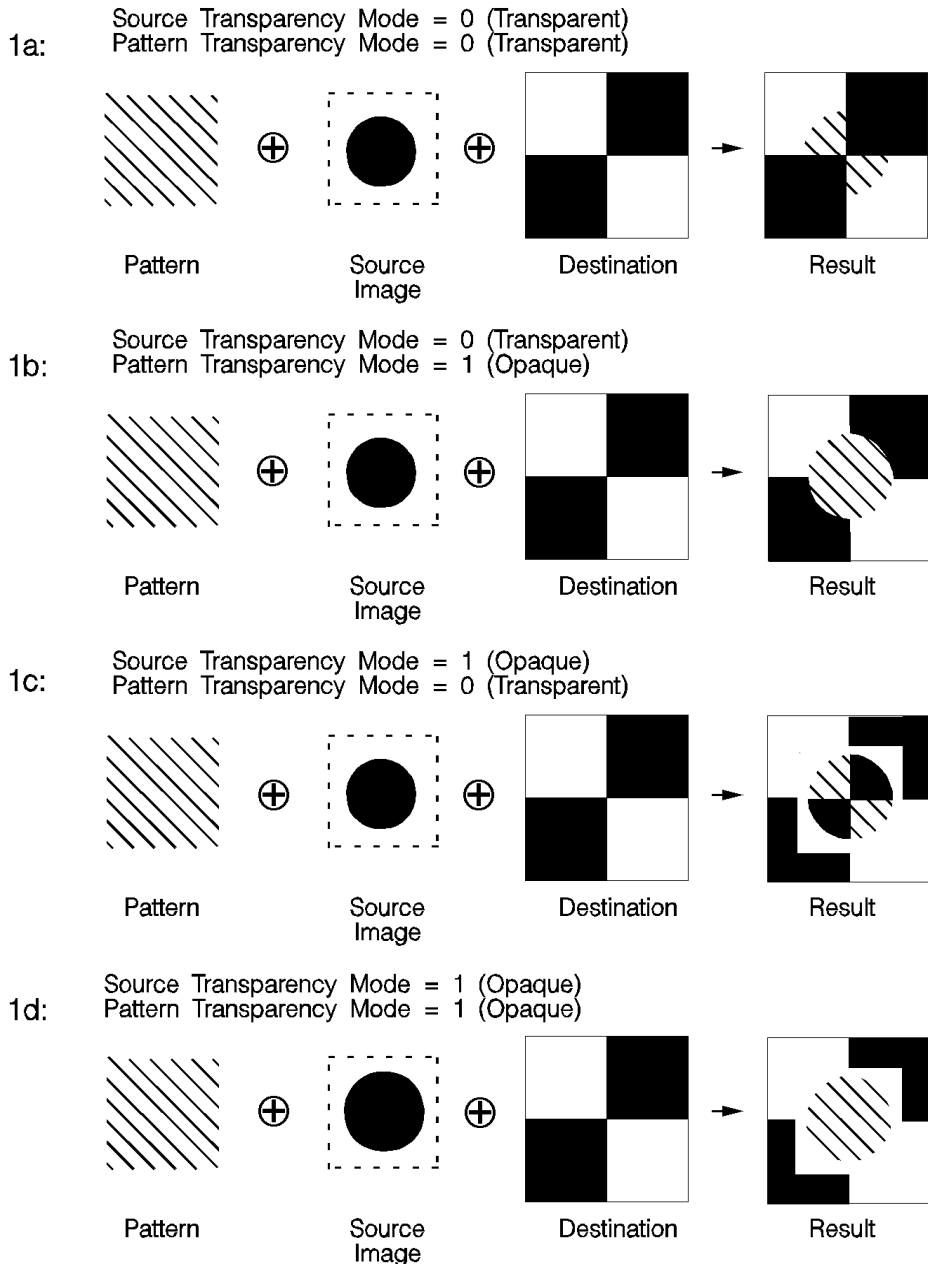 Source Transparency Mode = 0 (Transparent)
1a: Pattern Transparency Mode = 0 (Transparent)
Pattern Source Destination Result
Image
Source Transparency Mode = 0 (Transparent)
1b: Pattern Transparency Mode = 1 (Opaque)
Pattern Source Destination Result
Image
Source Transparency Mode = 1 (Opaque)
1c: Pattern Transparency Mode = 0 (Transparent)
Pattern Source Destination Result
Image
Source Transparency Mode = 1 (Opaque)
1d: Pattern Transparency Mode = 1 (Opaque)
Pattern Source Destination Result
Image